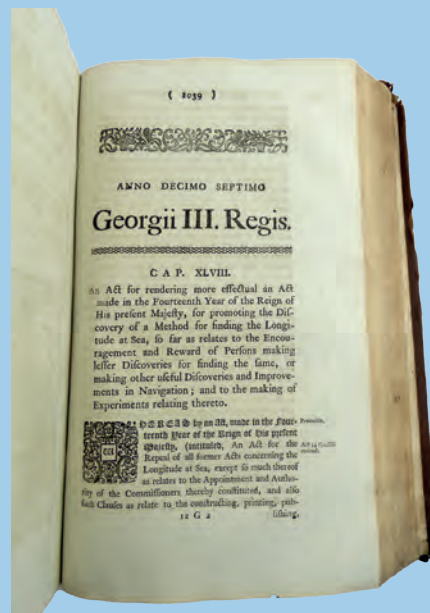 ( 1039 )
ANNO DECIMO SEPTIMO
Georgii III. Regis.
CAP. XLVIII.
An Act for rendering more effectual an Act
made in the Fourteenth Year of the Reign of
His present Majeſty, for promoting the Diſ-
covery of a Method for finding the Longi-
tude at Sea, ſo far as relates to the Encou-
ragement and Reward of Perſons making
leſſer Diſcoveries for finding the ſame, or
making other uſeful Diſcoveries and Improve-
ments in Navigation; and to the making of
Experiments relating thereto.
WHEREAS by an Act, made in the Four- Preamble.
teenth Year of the Reign of His preſent
Majeſty, (intituled, An Act for the Act 14
Repeal of all former Acts concerning the
Longitude at Sea, except ſo much thereof
as relates to the Appointment and Autho-
rity of the Commiſſioners thereby conſtituted, and alſo
ſuch Clauſes as relate to the conſtructing, printing, pub-
12 G 2 liſhing,